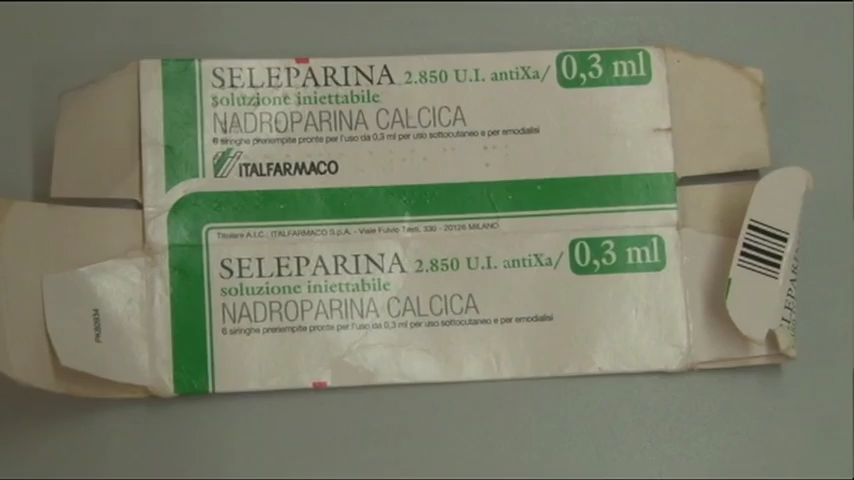 SELEPARINA 2.850 U.I. antiXa/ 0,3 ml
soluzione iniettabile
NADROPARINA CALCICA
6 siringhe preriempite pronte per l'uso da 0,3 ml per uso sottocutaneo e per emodialisi
ITALFARMACO
Titolare A.I.C.: ITALFARMACO S.p.A. - Viale Fulvio Testi, 330 - 20126 MILANO
SELEPARINA 2.850 U.I. antiXa/ 0,3 ml
soluzione iniettabile
NADROPARINA CALCICA
6 siringhe preriempite pronte per l'uso da 0,3 ml per uso sottocutaneo e per emodialisi